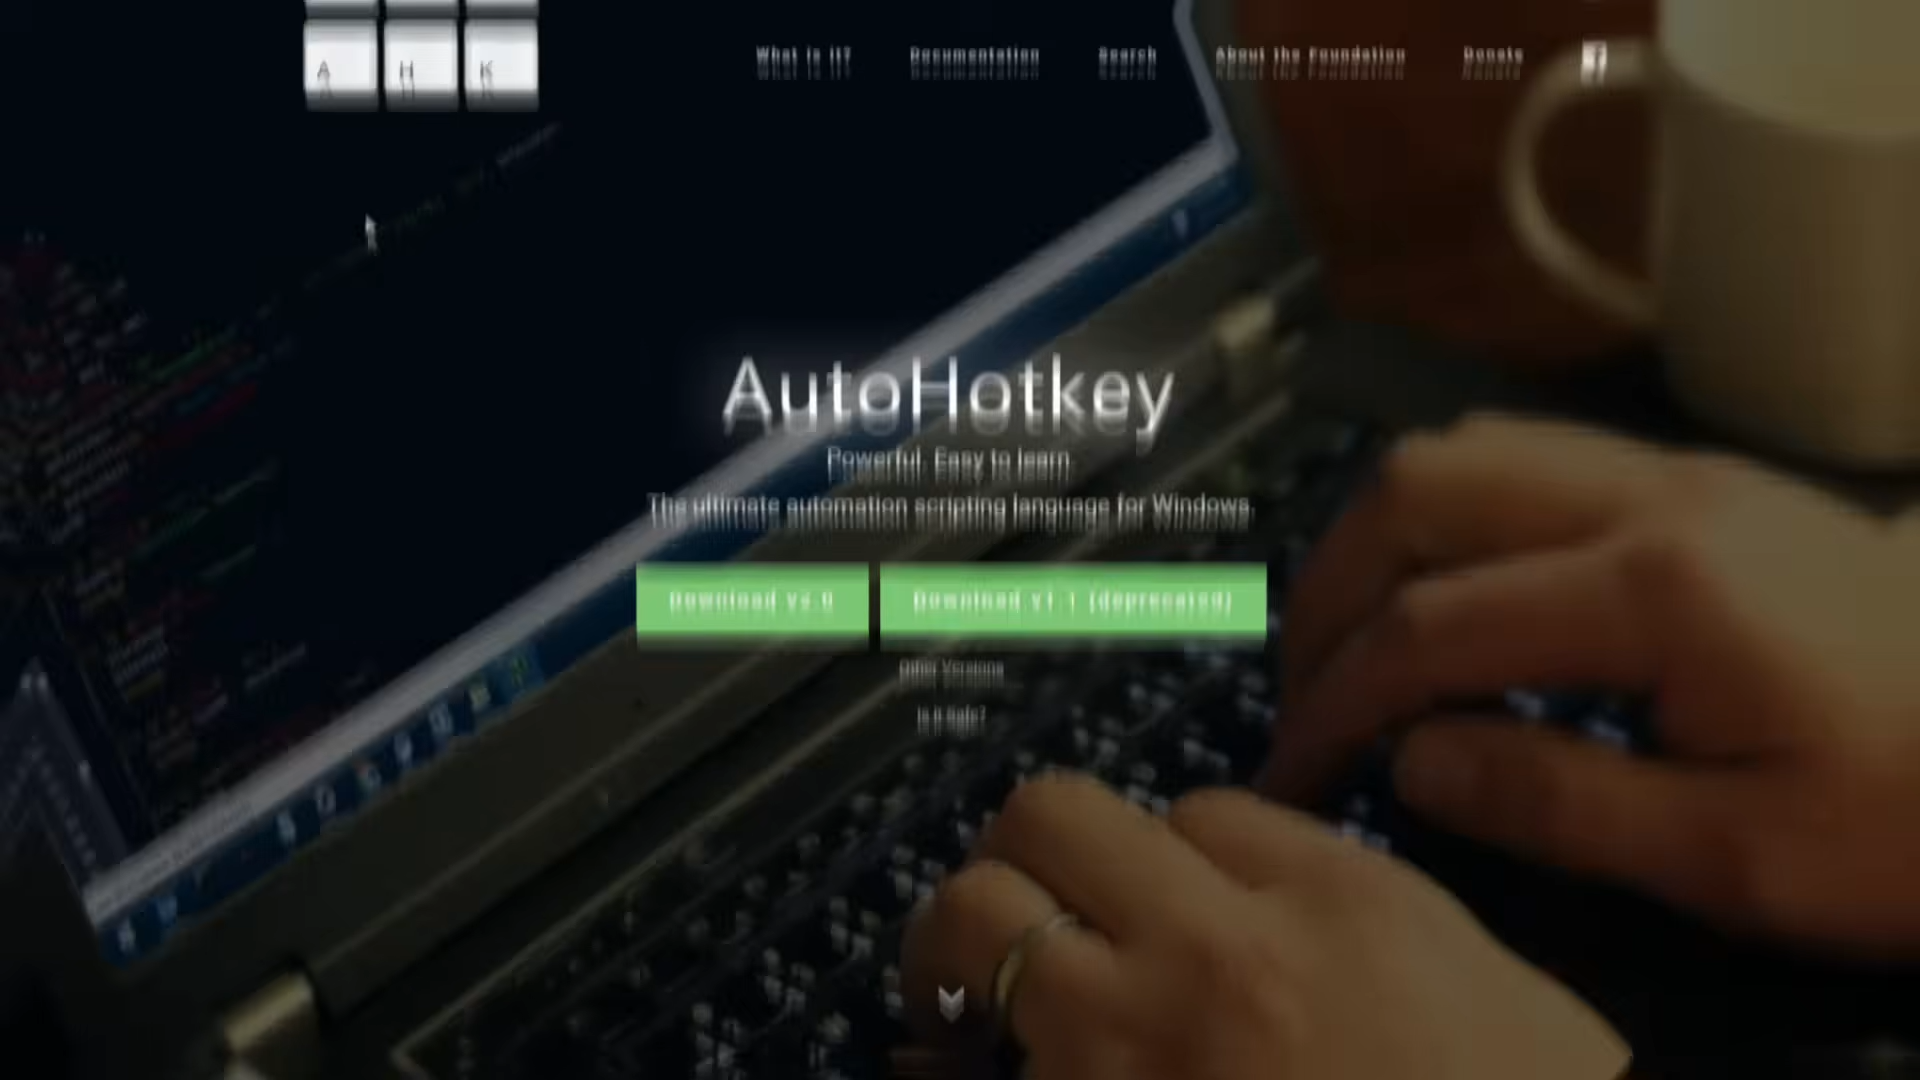 A H K
What is it? Documentation Search About the Foundation Donate
AutoHotkey
Powerful. Easy to learn.
The ultimate automation scripting language for Windows.
Download v2.0 Download v1.1 (deprecated)
Other Versions
Is it Safe?